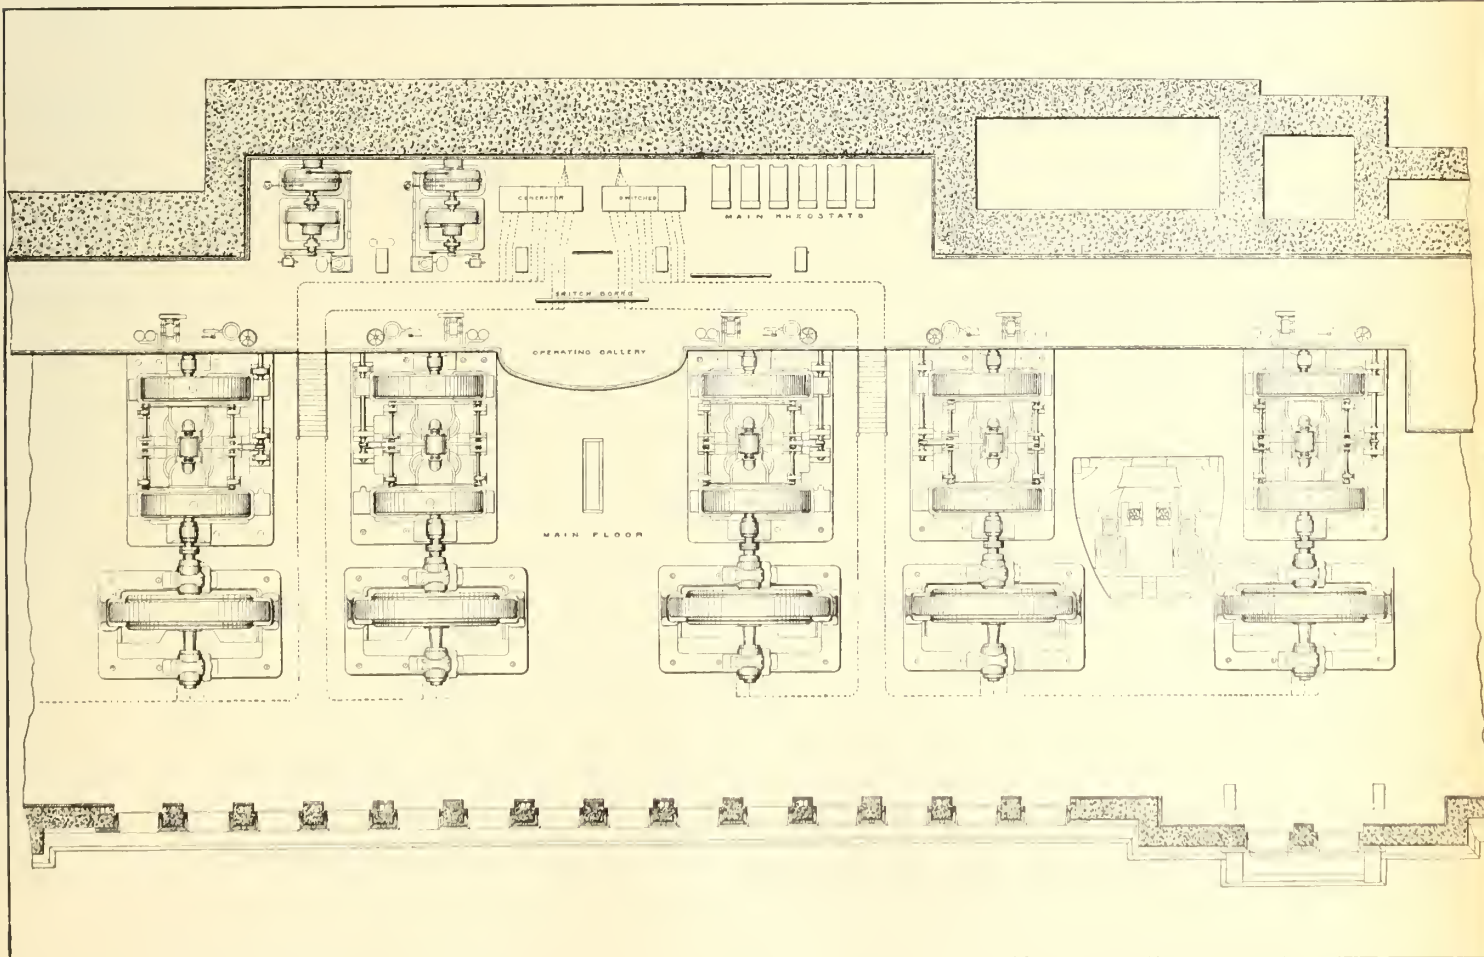 GENERATOR
SWITCHES
MAIN RHEOSTATS
SWITCH BOARD
OPERATING GALLERY
MAIN FLOOR